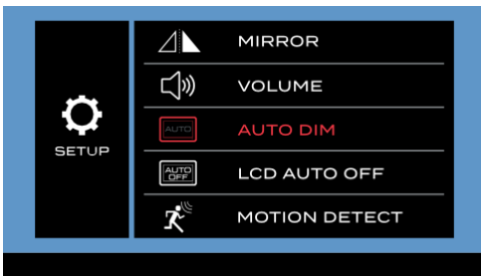 MIRROR
VOLUME
AUTO
AUTO DIM
SETUP
AUTO
OFF
LCD AUTO OFF
MOTION DETECT